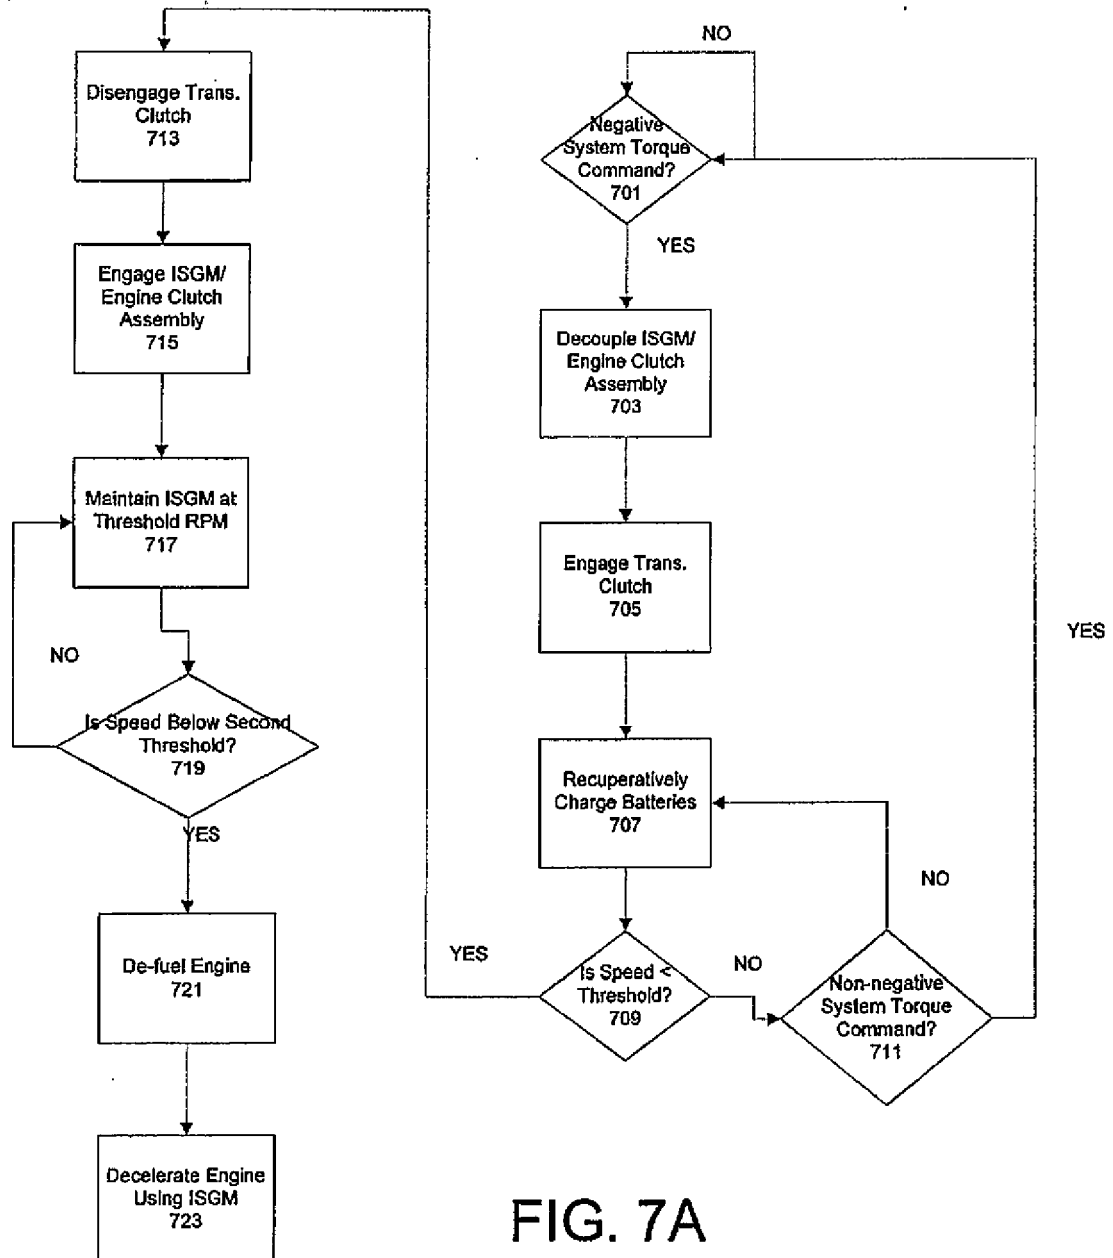 Disengage Trans.
Clutch
713
Engage ISGM/
Engine Clutch
Assembly
715
Maintain ISGM at
Threshold RPM
717
NO
Is Speed Below Second
Threshold?
719
YES
De-fuel Engine
721
Decelerate Engine
Using ISGM
723
NO
Negative
System Torque
Command?
701
YES
Decouple ISGM/
Engine Clutch
Assembly
703
Engage Trans.
Clutch
705
Recuperatively
Charge Batteries
707
YES
Is Speed <
Threshold?
709
NO
Non-negative
System Torque
Command?
711
NO
YES
FIG. 7A